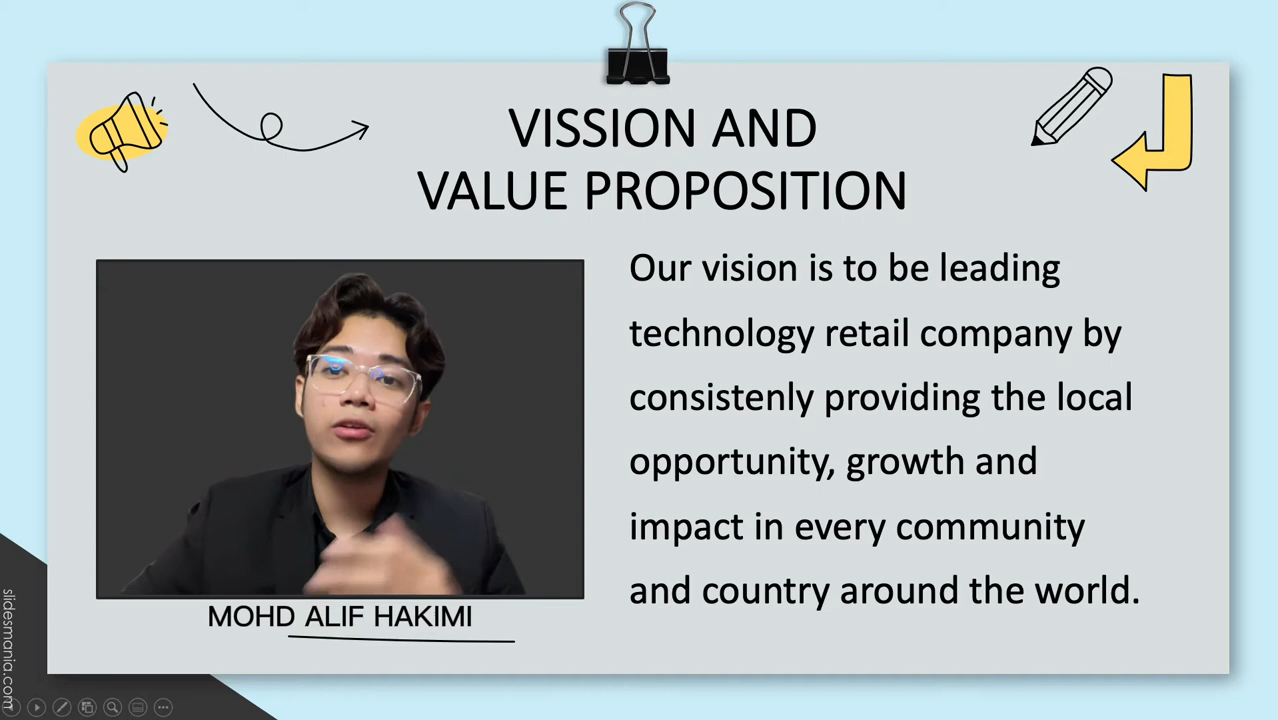 VISSION AND
VALUE PROPOSITION
Our vision is to be leading
technology retail company by
consistenly providing the local
opportunity, growth and
impact in every community
and country around the world.
MOHD ALIF HAKIMI
slidesmania.com